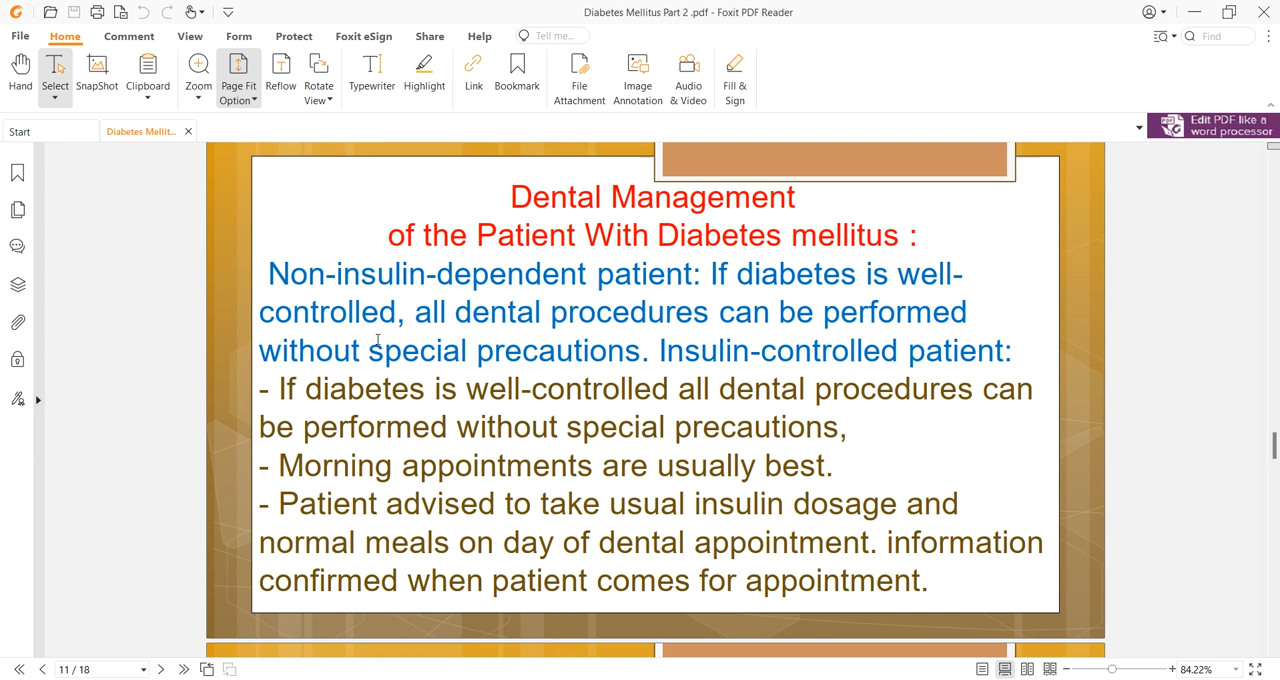 Diabetes Mellitus Part 2 .pdf - Foxit PDF Reader
File Home Comment View Form Protect Foxit eSign Share Help Tell me... Find
Hand Select SnapShot Clipboard Zoom Page Fit Option Reflow Rotate View Typewriter Highlight Link Bookmark File Attachment Image Annotation Audio & Video Fill & Sign
Start Diabetes Mellit... Edit PDF like a word processor
Dental Management
of the Patient With Diabetes mellitus :
Non-insulin-dependent patient: If diabetes is well-
controlled, all dental procedures can be performed
without special precautions. Insulin-controlled patient:
- If diabetes is well-controlled all dental procedures can
be performed without special precautions,
- Morning appointments are usually best.
- Patient advised to take usual insulin dosage and
normal meals on day of dental appointment. information
confirmed when patient comes for appointment.
11 / 18 84.22%